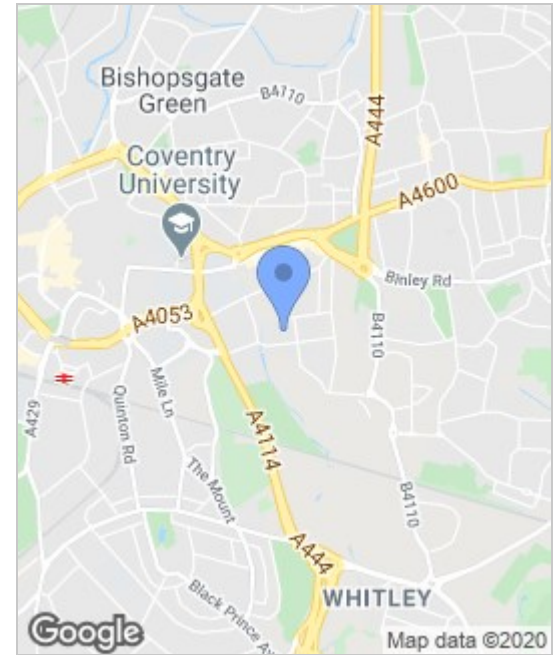 Bishopsgate
Green
B4110
A444
Coventry
University
A4600
Binley Rd
A4053
B4110
Mile Ln
A429
Quinton Rd
A4114
The Mount
B4110
A444
Black Prince Av
WHITLEY
Google
Map data ©2020